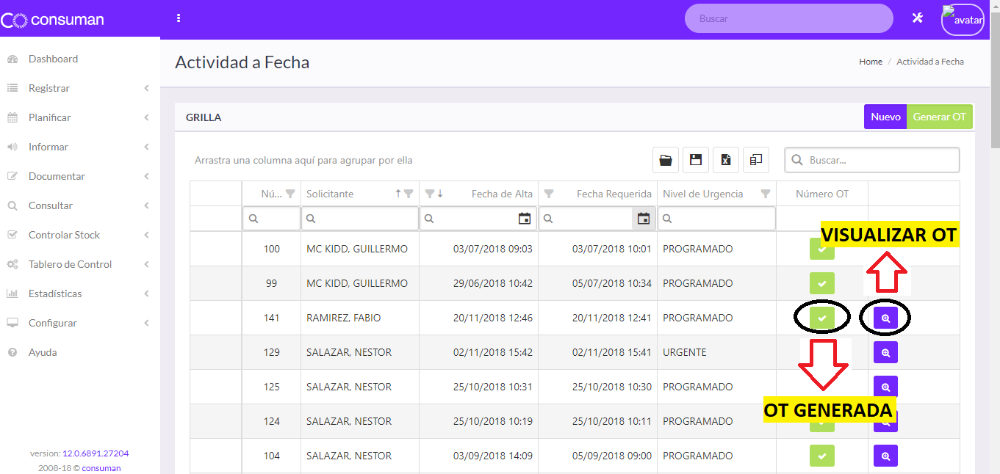 consuman
Buscar
avatar
Dashboard
Registrar
Planificar
Informar
Documentar
Consultar
Controlar Stock
Tablero de Control
Estadísticas
Configurar
Ayuda
version: 12.0.6891.27204
2008-18 © consuman
Actividad a Fecha
Home / Actividad a Fecha
GRILLA
Nuevo
Generar OT
Arrastra una columna aquí para agrupar por ella
Buscar...
Nú... Solicitante Fecha de Alta Fecha Requerida Nivel de Urgencia Número OT
100 MC KIDD, GUILLERMO 03/07/2018 09:03 03/07/2018 10:01 PROGRAMADO
99 MC KIDD, GUILLERMO 29/06/2018 10:42 05/07/2018 10:34 PROGRAMADO
141 RAMIREZ, FABIO 20/11/2018 12:46 20/11/2018 12:41 PROGRAMADO
129 SALAZAR, NESTOR 02/11/2018 15:42 02/11/2018 15:41 URGENTE
125 SALAZAR, NESTOR 25/10/2018 10:31 25/10/2018 10:30 PROGRAMADO
124 SALAZAR, NESTOR 25/10/2018 10:19 25/10/2018 10:11 PROGRAMADO
104 SALAZAR, NESTOR 03/09/2018 14:09 05/09/2018 09:00 PROGRAMADO
VISUALIZAR OT
OT GENERADA